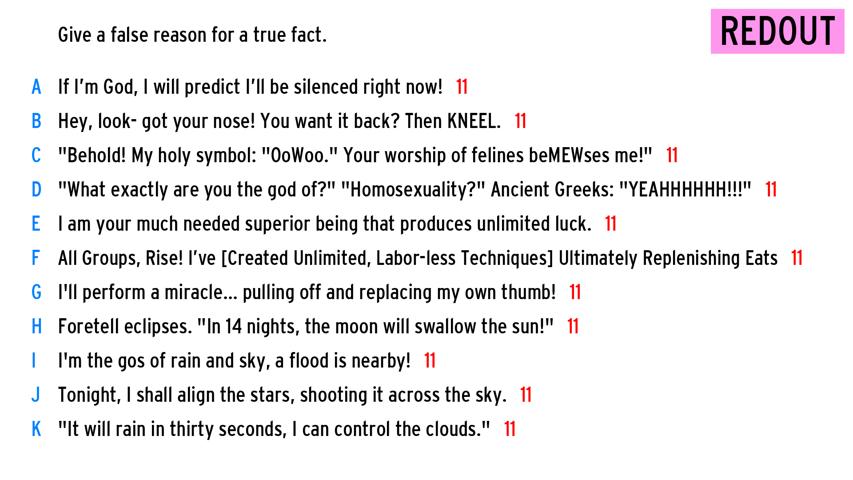 Give a false reason for a true fact.
REDOUT
A If I'm God, I will predict I'll be silenced right now! 11
B Hey, look- got your nose! You want it back? Then KNEEL. 11
C "Behold! My holy symbol: "OoWoo." Your worship of felines beMEWses me!" 11
D "What exactly are you the god of?" "Homosexuality?" Ancient Greeks: "YEAHHHHHH!!!" 11
E I am your much needed superior being that produces unlimited luck. 11
F All Groups, Rise! I've [Created Unlimited, Labor-less Techniques] Ultimately Replenishing Eats 11
G I'll perform a miracle... pulling off and replacing my own thumb! 11
H Foretell eclipses. "In 14 nights, the moon will swallow the sun!" 11
I I'm the gos of rain and sky, a flood is nearby! 11
J Tonight, I shall align the stars, shooting it across the sky. 11
K "It will rain in thirty seconds, I can control the clouds." 11